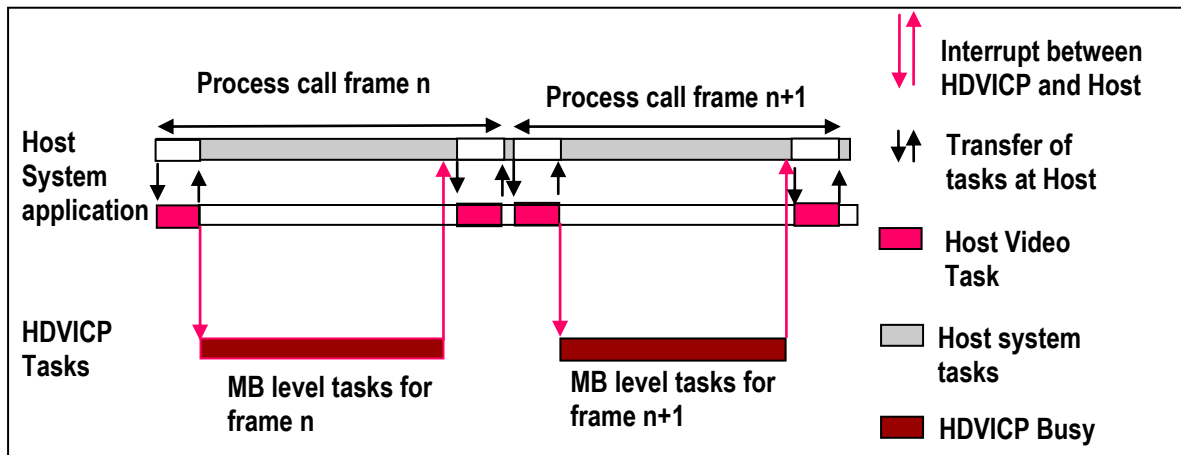 Process call frame n
Process call frame n+1
Host
System
application
HDVICP
Tasks
MB level tasks for
frame n
MB level tasks for
frame n+1
Interrupt between
HDVICP and Host
Transfer of
tasks at Host
Host Video
Task
Host system
tasks
HDVICP Busy